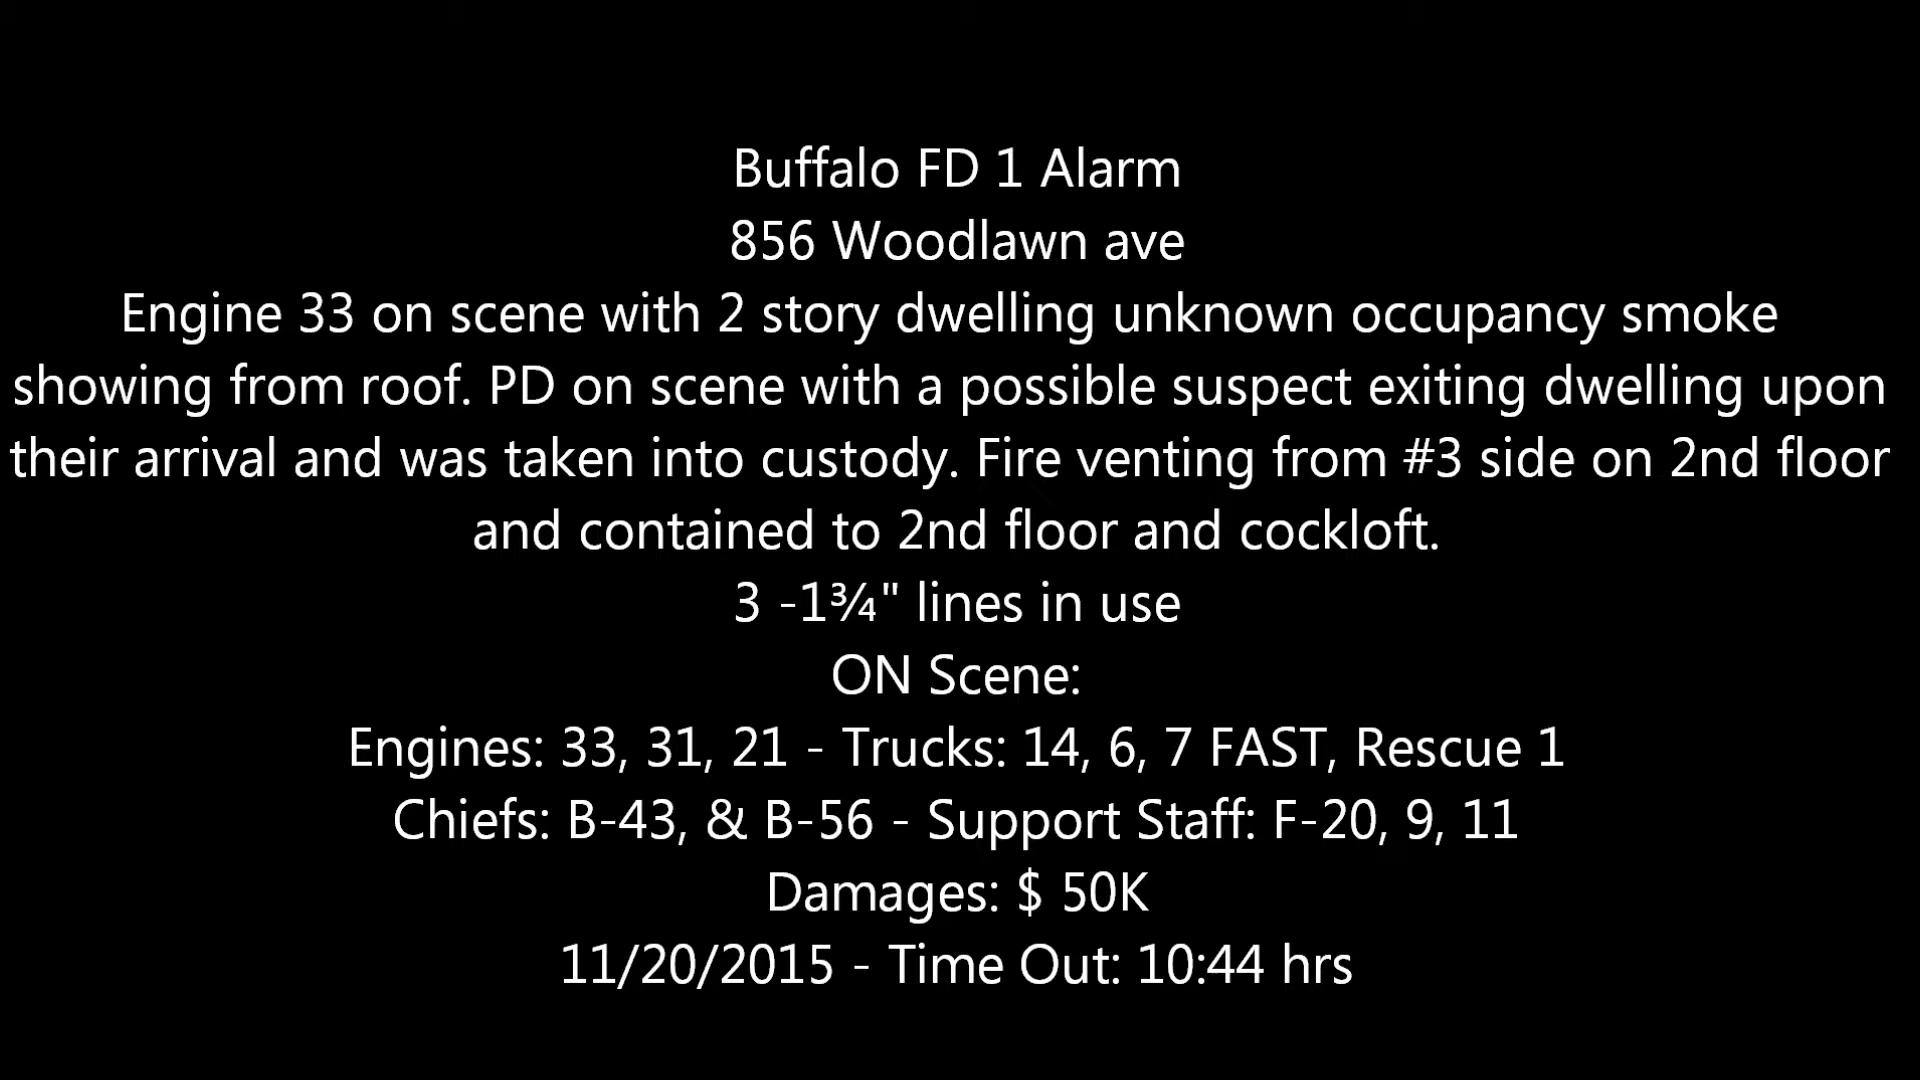 Buffalo FD 1 Alarm
856 Woodlawn ave
Engine 33 on scene with 2 story dwelling unknown occupancy smoke
showing from roof. PD on scene with a possible suspect exiting dwelling upon
their arrival and was taken into custody. Fire venting from #3 side on 2nd floor
and contained to 2nd floor and cockloft.
3 -1¾" lines in use
ON Scene:
Engines: 33, 31, 21 - Trucks: 14, 6, 7 FAST, Rescue 1
Chiefs: B-43, & B-56 - Support Staff: F-20, 9, 11
Damages: $ 50K
11/20/2015 - Time Out: 10:44 hrs